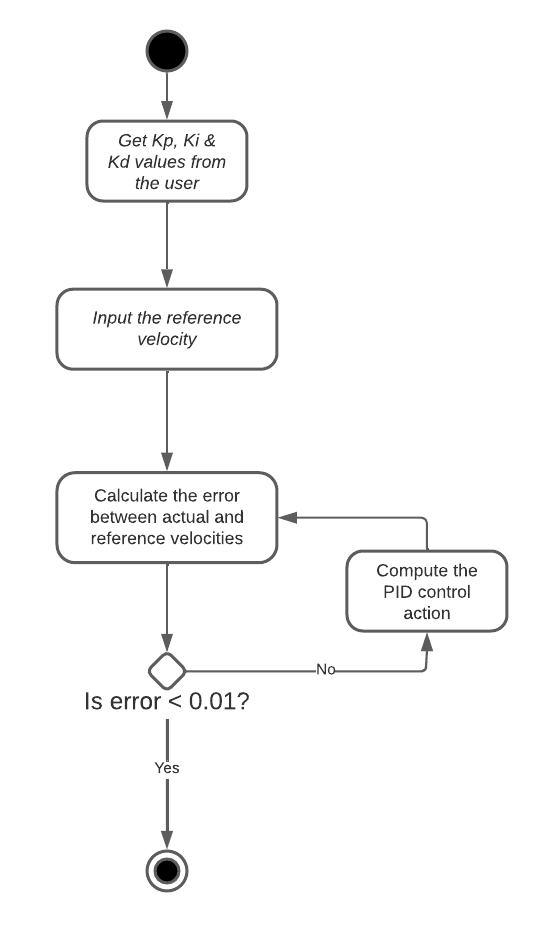 Get Kp, Ki &
Kd values from
the user
Input the reference
velocity
Calculate the error
between actual and
reference velocities
Compute the
PID control
action
No
Is error < 0.01?
Yes